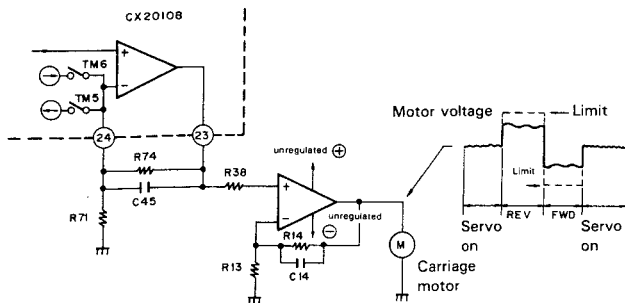 CX20108
TM6
+
−
TM5
24
23
R74
C45
R38
R71
unregulated +
+
−
unregulated
−
R14
C14
R13
M
Carriage
motor
Motor voltage
Limit
Limit
REV
FWD
Servo
on
Servo
on